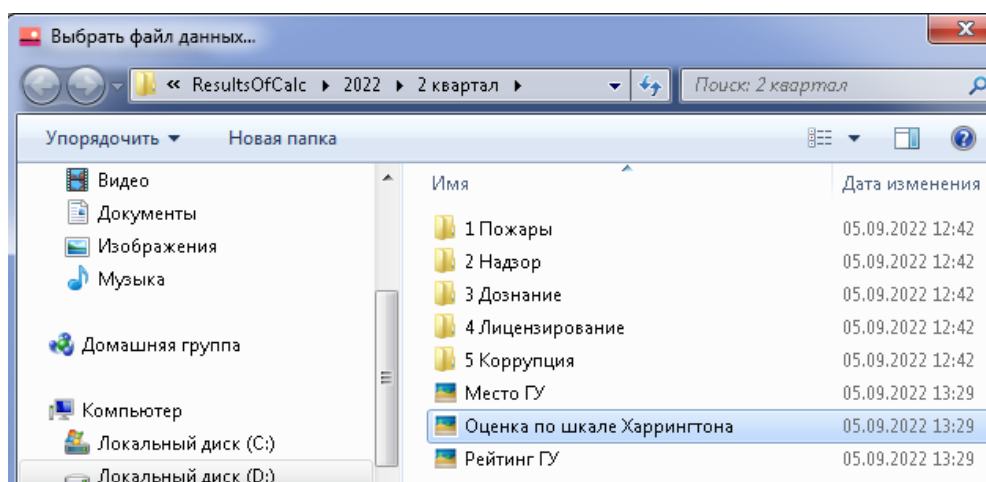 Выбрать файл данных...
« ResultsOfCalc 2022 2 квартал
Поиск: 2 квартал
Упорядочить Новая папка
Видео
Документы
Изображения
Музыка
Домашняя группа
Компьютер
Локальный диск (C:)
Локальный диск (D:)
Имя Дата изменения
1 Пожары 05.09.2022 12:42
2 Надзор 05.09.2022 12:42
3 Дознание 05.09.2022 12:42
4 Лицензирование 05.09.2022 12:42
5 Коррупция 05.09.2022 12:42
Место ГУ 05.09.2022 13:29
Оценка по шкале Харрингтона 05.09.2022 13:29
Рейтинг ГУ 05.09.2022 13:29